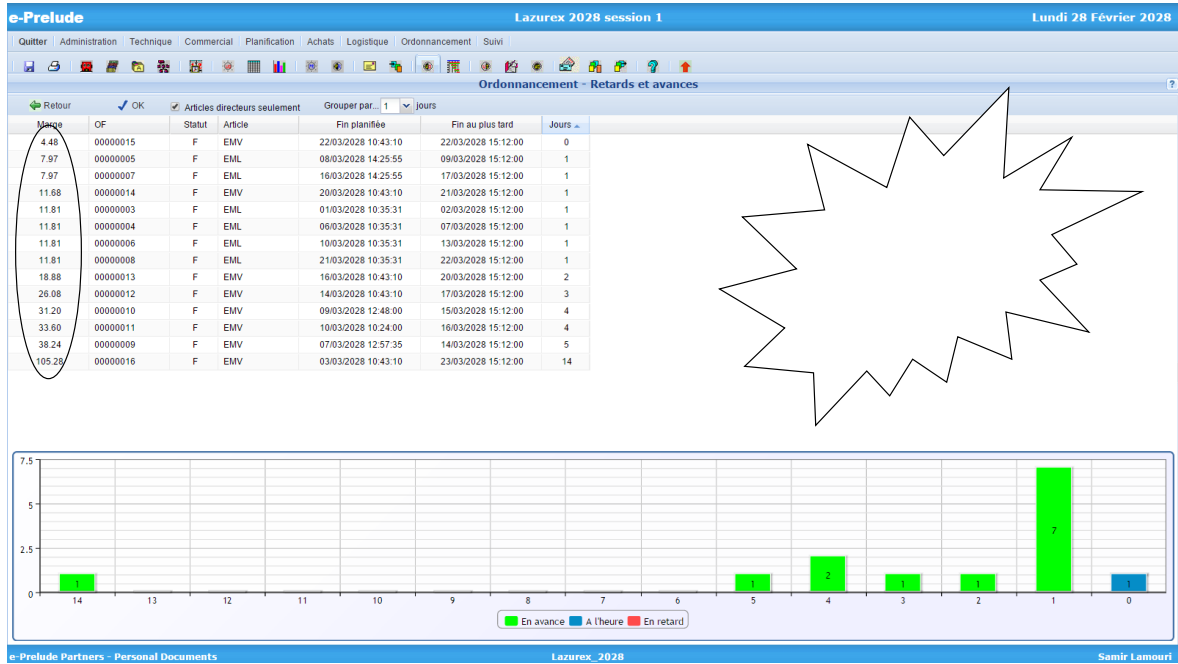 e-Prelude Lazurex 2028 session 1 Lundi 28 Février 2028
Quitter Administration Technique Commercial Planification Achats Logistique Ordonnancement Suivi
Ordonnancement - Retards et avances ?
Retour OK Articles directeurs seulement Grouper par... 1 jours
Marge OF Statut Article Fin planifiée Fin au plus tard Jours
4.48 00000015 F EMV 22/03/2028 10:43:10 22/03/2028 15:12:00 0
7.97 00000005 F EML 08/03/2028 14:25:55 09/03/2028 15:12:00 1
7.97 00000007 F EML 16/03/2028 14:25:55 17/03/2028 15:12:00 1
11.68 00000014 F EMV 20/03/2028 10:43:10 21/03/2028 15:12:00 1
11.81 00000003 F EML 01/03/2028 10:35:31 02/03/2028 15:12:00 1
11.81 00000004 F EML 06/03/2028 10:35:31 07/03/2028 15:12:00 1
11.81 00000006 F EML 10/03/2028 10:35:31 13/03/2028 15:12:00 1
11.81 00000008 F EML 21/03/2028 10:35:31 22/03/2028 15:12:00 1
18.88 00000013 F EMV 16/03/2028 10:43:10 20/03/2028 15:12:00 2
26.08 00000012 F EMV 14/03/2028 10:43:10 17/03/2028 15:12:00 3
31.20 00000010 F EMV 09/03/2028 12:48:00 15/03/2028 15:12:00 4
33.60 00000011 F EMV 10/03/2028 10:24:00 16/03/2028 15:12:00 4
38.24 00000009 F EMV 07/03/2028 12:57:35 14/03/2028 15:12:00 5
105.28 00000016 F EMV 03/03/2028 10:43:10 23/03/2028 15:12:00 14
7.5
5
7
2.5
2
1 1 1 1 1
0
14 13 12 11 10 9 8 7 6 5 4 3 2 1 0
En avance A l'heure En retard
e-Prelude Partners - Personal Documents Lazurex_2028 Samir Lamouri